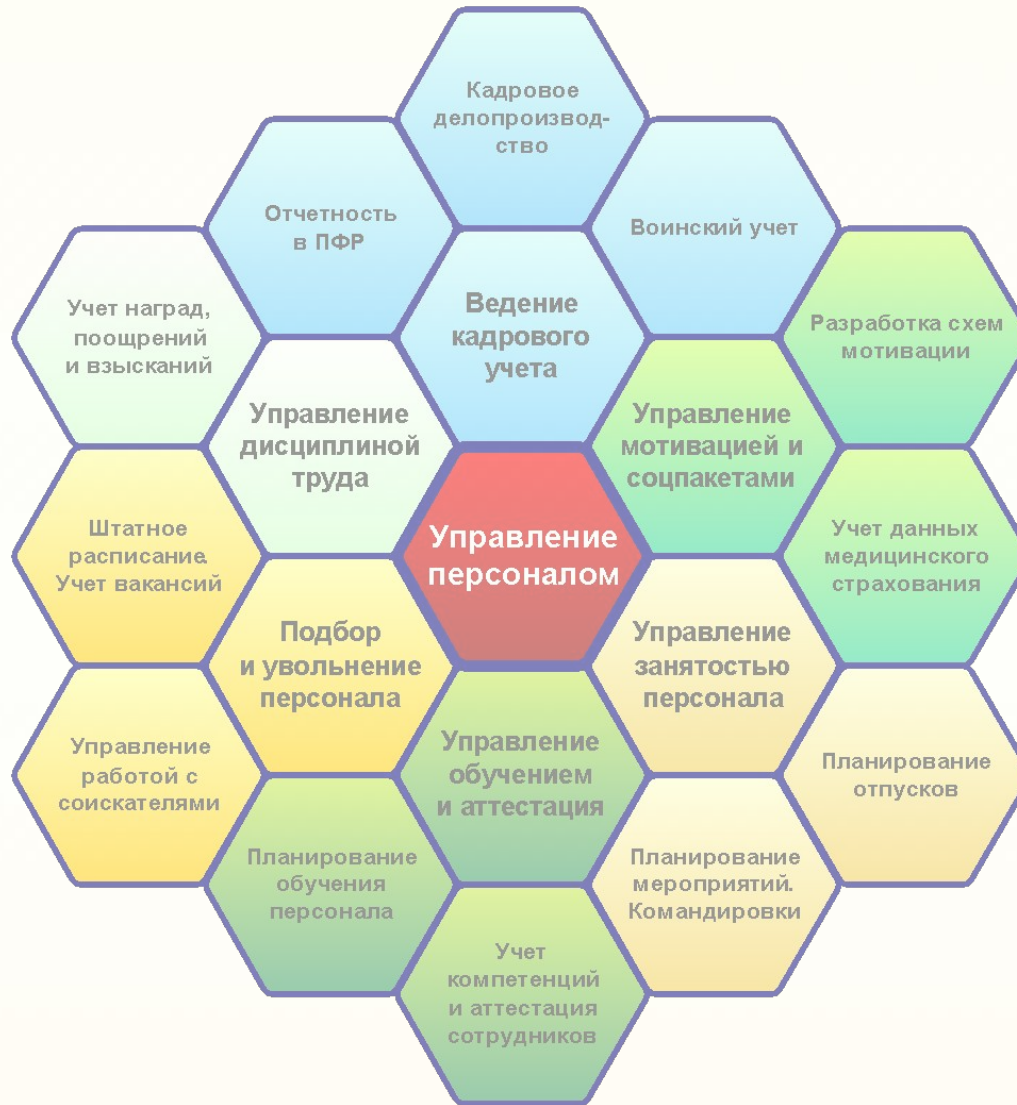 Кадровое
делопроизвод-
ство
Отчетность
в ПФР
Воинский учет
Учет наград,
поощрений
и взысканий
Ведение
кадрового
учета
Разработка схем
мотивации
Управление
дисциплиной
труда
Управление
мотивацией и
соцпакетами
Штатное
расписание.
Учет вакансий
Управление
персоналом
Учет данных
медицинского
страхования
Подбор
и увольнение
персонала
Управление
занятостью
персонала
Управление
работой с
соискателями
Управление
обучением
и аттестация
Планирование
отпусков
Планирование
обучения
персонала
Планирование
мероприятий.
Командировки
Учет
компетенций
и аттестация
сотрудников